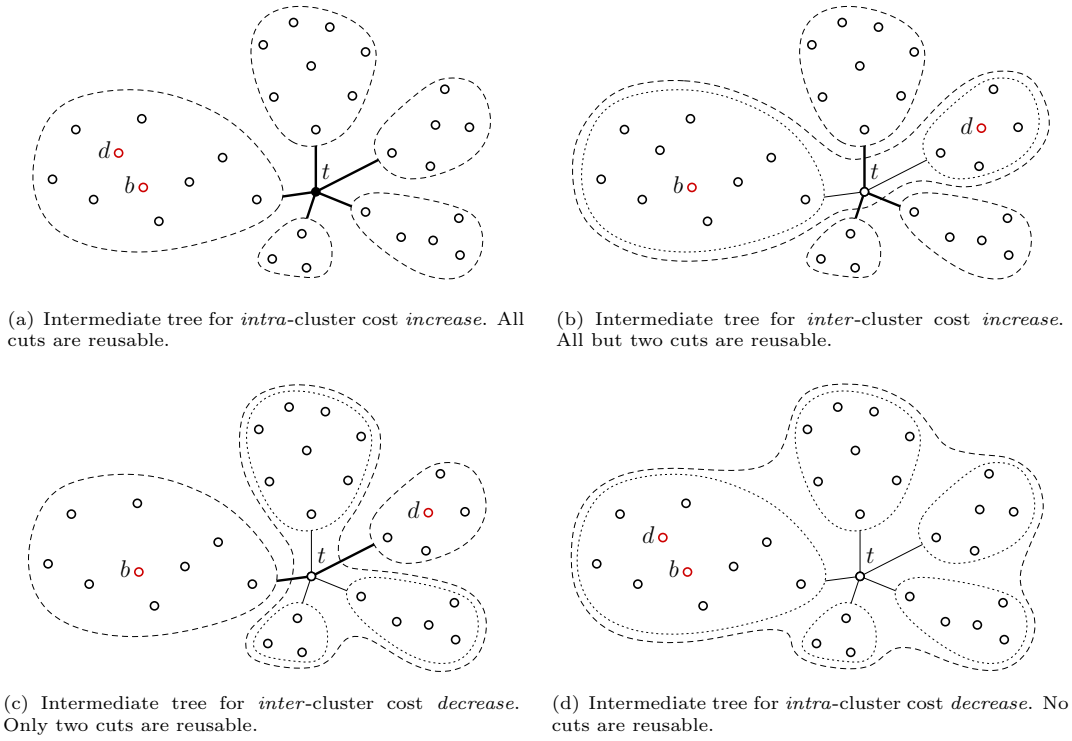 d
b
t
d
b
t
(a) Intermediate tree for intra-cluster cost increase. All
cuts are reusable.
(b) Intermediate tree for inter-cluster cost increase.
All but two cuts are reusable.
d
b
t
d
b
t
(c) Intermediate tree for inter-cluster cost decrease.
Only two cuts are reusable.
(d) Intermediate tree for intra-cluster cost decrease. No
cuts are reusable.